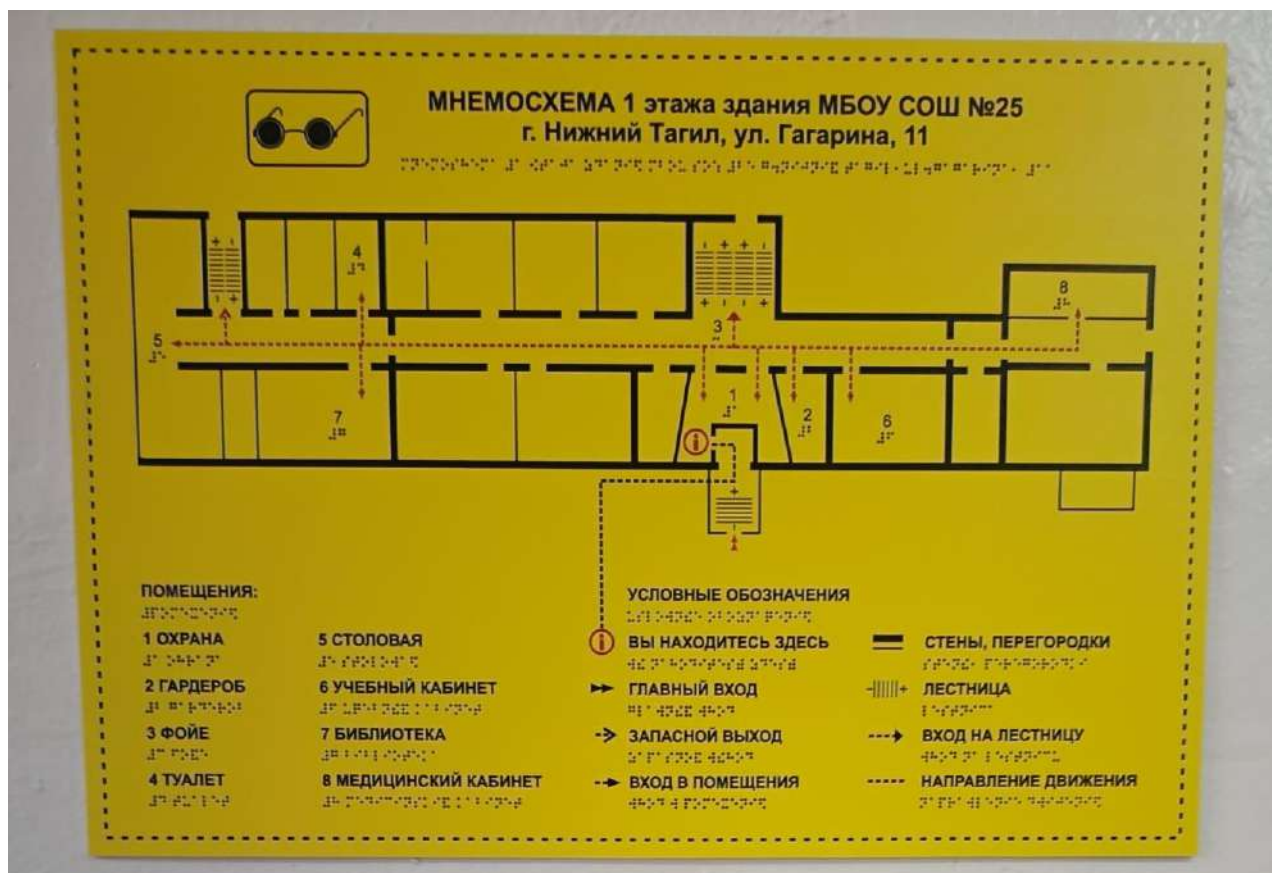 МНЕМОСХЕМА 1 этажа здания МБОУ СОШ №25
г. Нижний Тагил, ул. Гагарина, 11
+ -
- +
- + + -
+ - - +
4
8
3
5
1
2
6
7
+
-
ПОМЕЩЕНИЯ:
1 ОХРАНА
2 ГАРДЕРОБ
3 ФОЙЕ
4 ТУАЛЕТ
5 СТОЛОВАЯ
6 УЧЕБНЫЙ КАБИНЕТ
7 БИБЛИОТЕКА
8 МЕДИЦИНСКИЙ КАБИНЕТ
УСЛОВНЫЕ ОБОЗНАЧЕНИЯ
ВЫ НАХОДИТЕСЬ ЗДЕСЬ
ГЛАВНЫЙ ВХОД
ЗАПАСНОЙ ВЫХОД
ВХОД В ПОМЕЩЕНИЯ
СТЕНЫ, ПЕРЕГОРОДКИ
ЛЕСТНИЦА
ВХОД НА ЛЕСТНИЦУ
НАПРАВЛЕНИЕ ДВИЖЕНИЯ